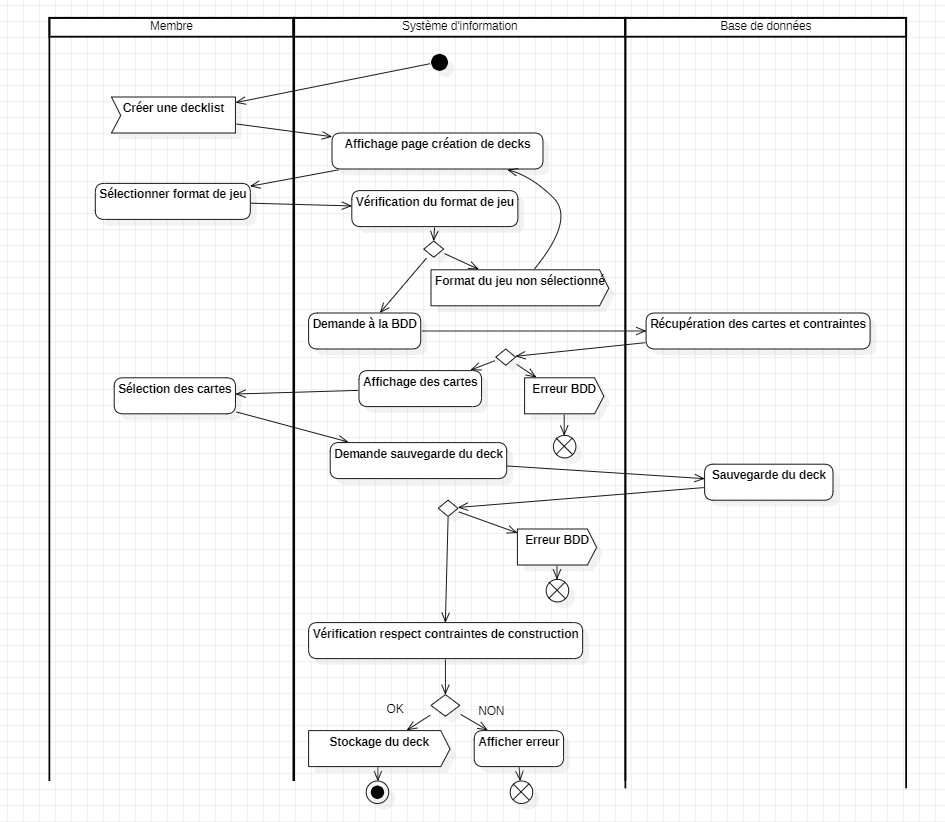 Membre
Système d'information
Base de données
Créer une decklist
Affichage page création de decks
Sélectionner format de jeu
Vérification du format de jeu
Format du jeu non sélectionné
Demande à la BDD
Récupération des cartes et contraintes
Affichage des cartes
Sélection des cartes
Erreur BDD
Demande sauvegarde du deck
Sauvegarde du deck
Erreur BDD
Vérification respect contraintes de construction
OK
NON
Stockage du deck
Afficher erreur